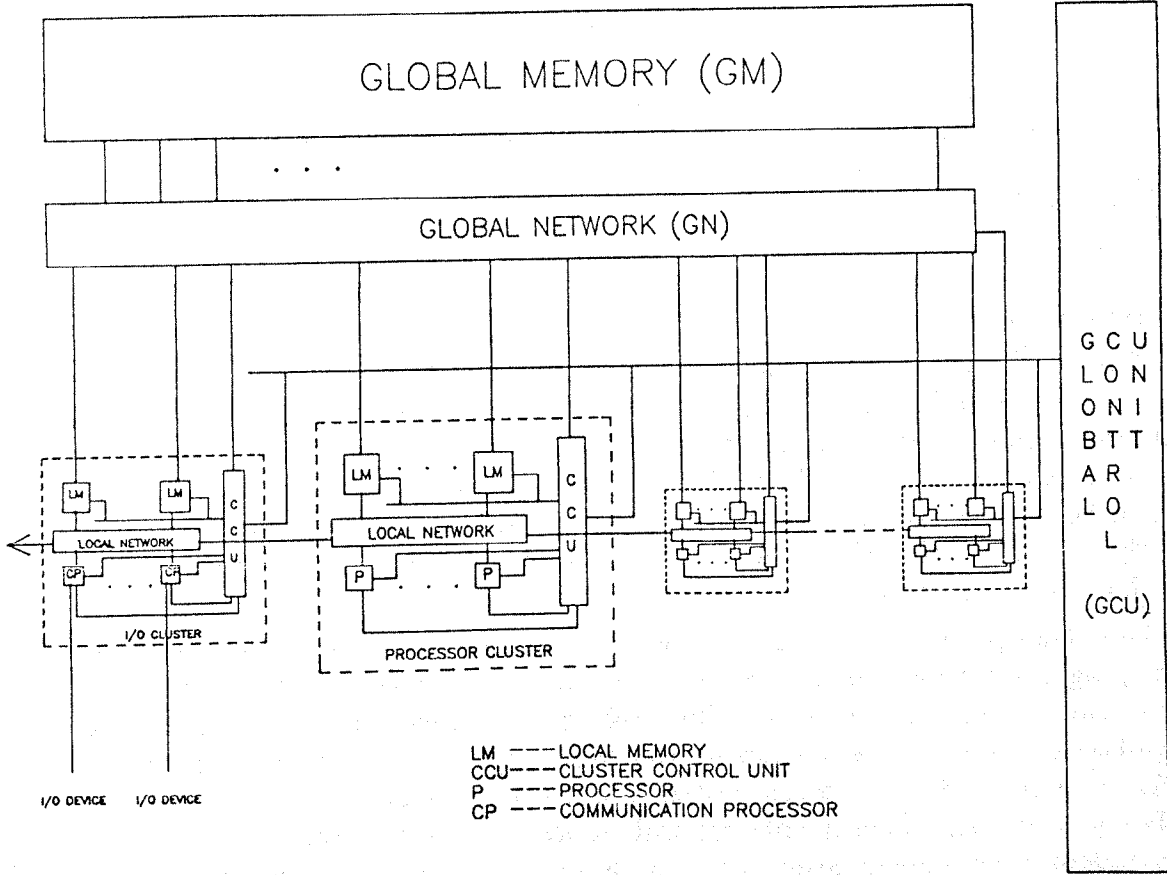 GLOBAL MEMORY (GM)
. . .
GLOBAL NETWORK (GN)
GLOBAL
CONTROL
UNIT
(GCU)
LM
LM
CCU
LOCAL NETWORK
CP
CP
I/O CLUSTER
LM
LM
CCU
LOCAL NETWORK
P
P
PROCESSOR CLUSTER
LM ---- LOCAL MEMORY
CCU ---- CLUSTER CONTROL UNIT
P ---- PROCESSOR
CP ---- COMMUNICATION PROCESSOR
I/O DEVICE
I/O DEVICE